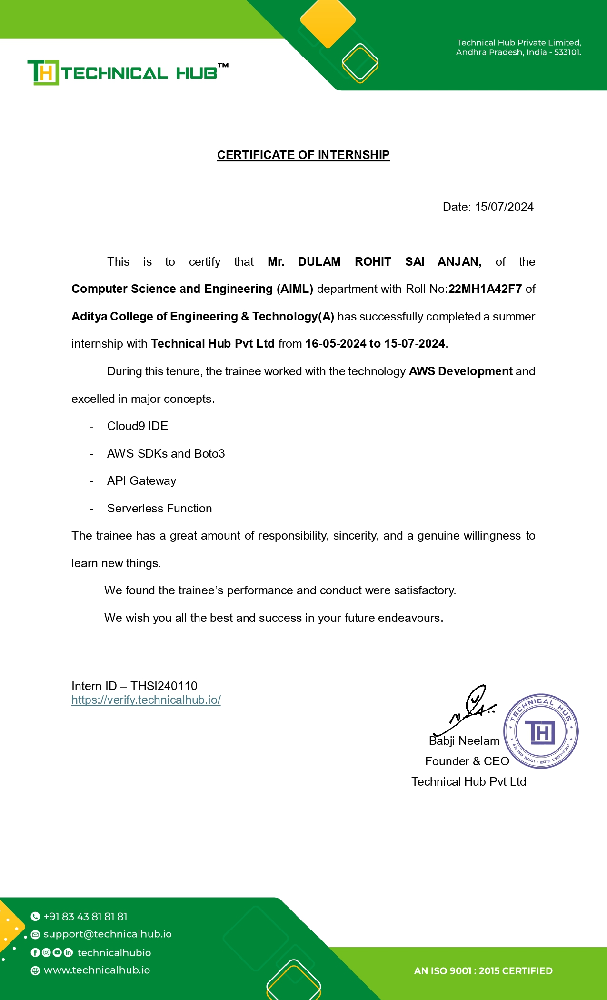 Technical Hub Private Limited,
Andhra Pradesh, India - 533101.
TH TECHNICAL HUB™
CERTIFICATE OF INTERNSHIP
Date: 15/07/2024
This is to certify that Mr. DULAM ROHIT SAI ANJAN, of the
Computer Science and Engineering (AIML) department with Roll No:22MH1A42F7 of
Aditya College of Engineering & Technology(A) has successfully completed a summer
internship with Technical Hub Pvt Ltd from 16-05-2024 to 15-07-2024.
During this tenure, the trainee worked with the technology AWS Development and
excelled in major concepts.
- Cloud9 IDE
- AWS SDKs and Boto3
- API Gateway
- Serverless Function
The trainee has a great amount of responsibility, sincerity, and a genuine willingness to
learn new things.
We found the trainee’s performance and conduct were satisfactory.
We wish you all the best and success in your future endeavours.
Intern ID – THSI240110
https://verify.technicalhub.io/
TECHNICAL HUB
TH
AN ISO 9001 : 2015 CERTIFIED
Babji Neelam
Founder & CEO
Technical Hub Pvt Ltd
+91 83 43 81 81 81
support@technicalhub.io
technicalhubio
www.technicalhub.io
AN ISO 9001 : 2015 CERTIFIED